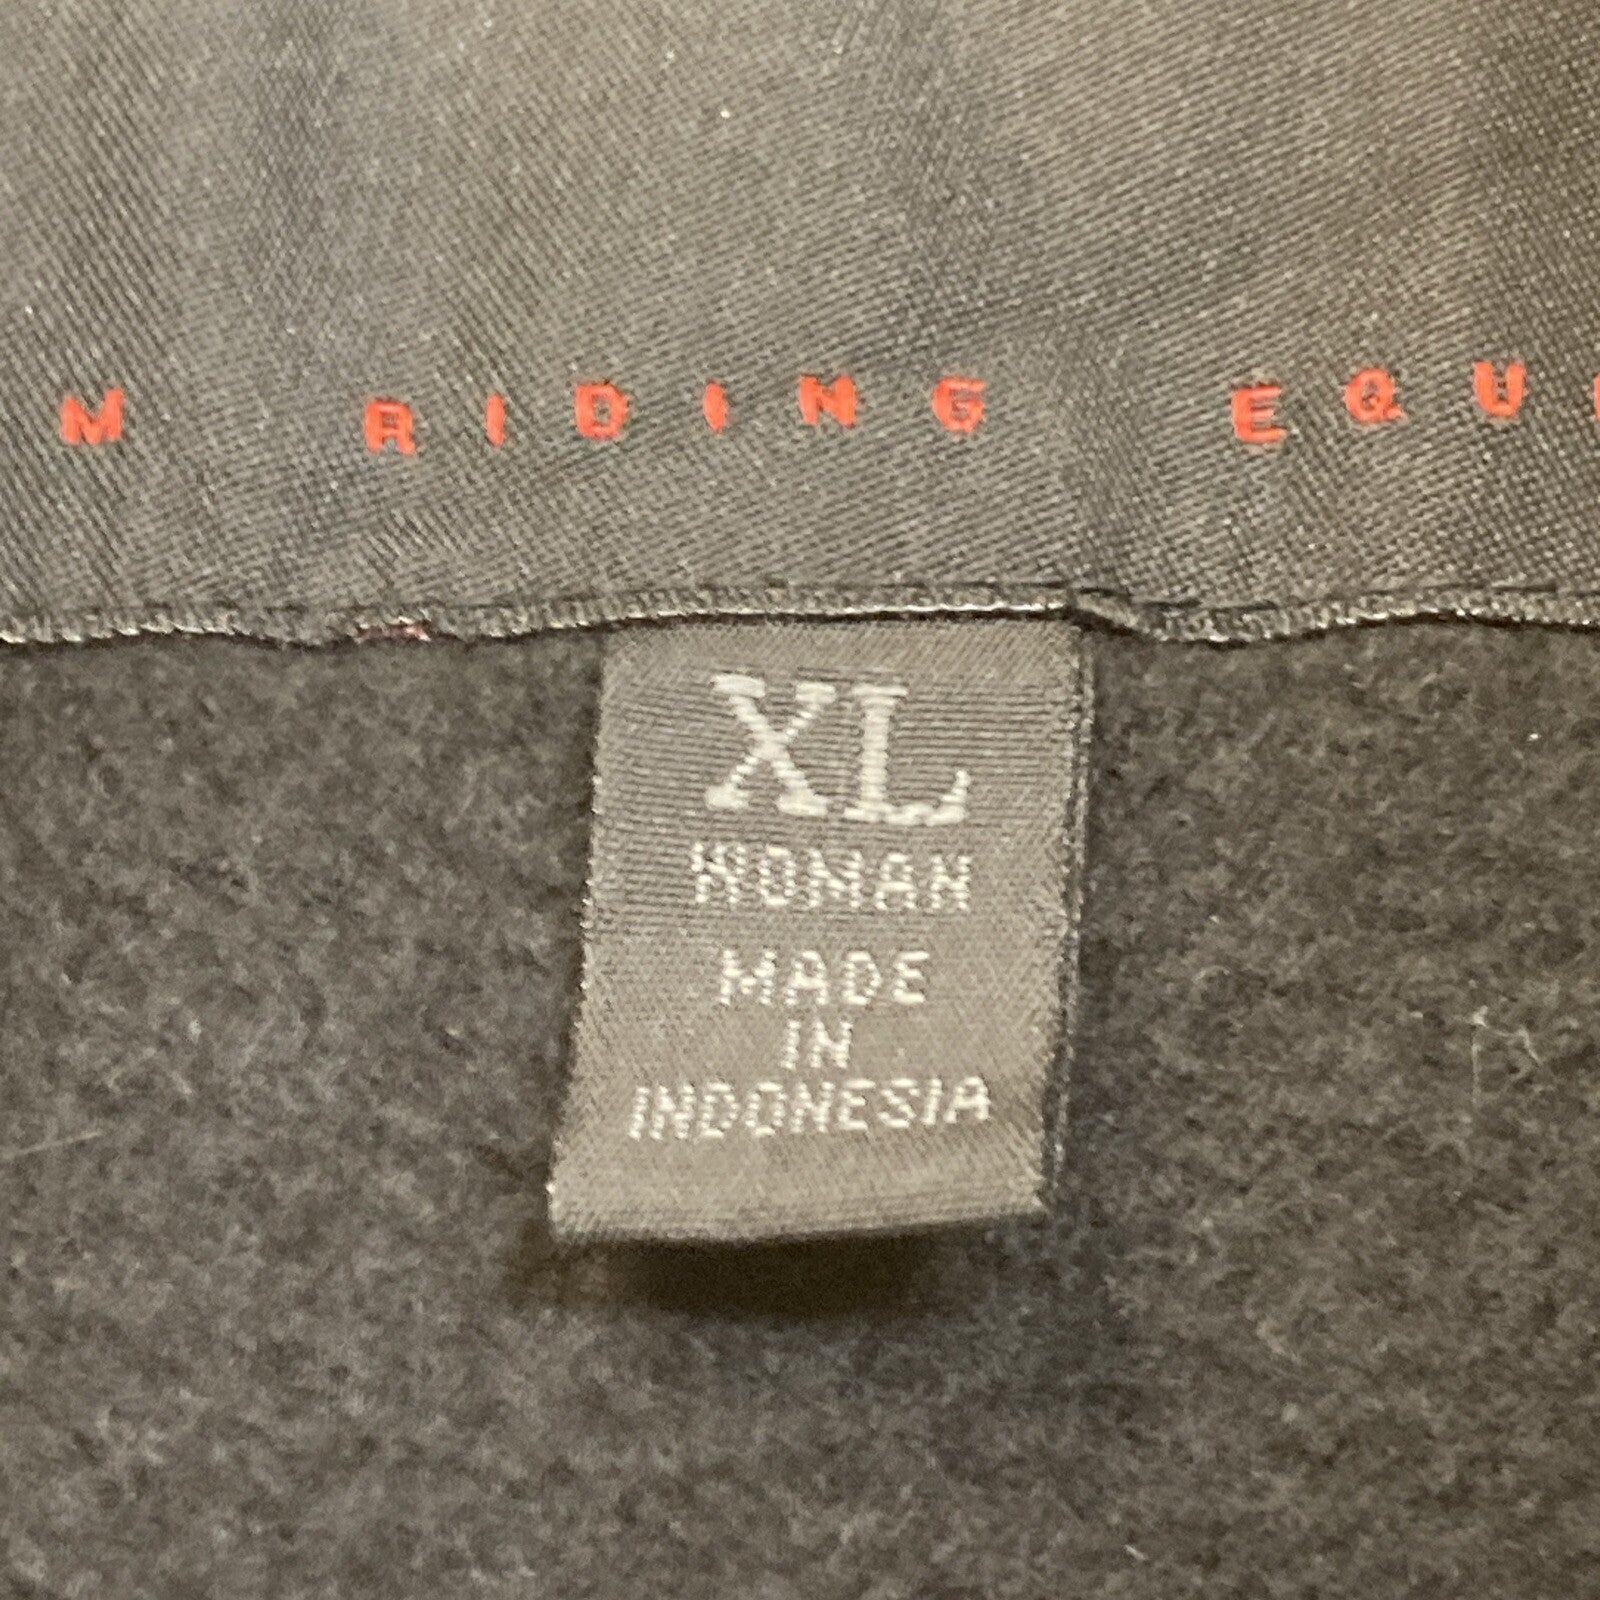 M RIDING EQU
XL
WOMAN
MADE
IN
INDONESIA